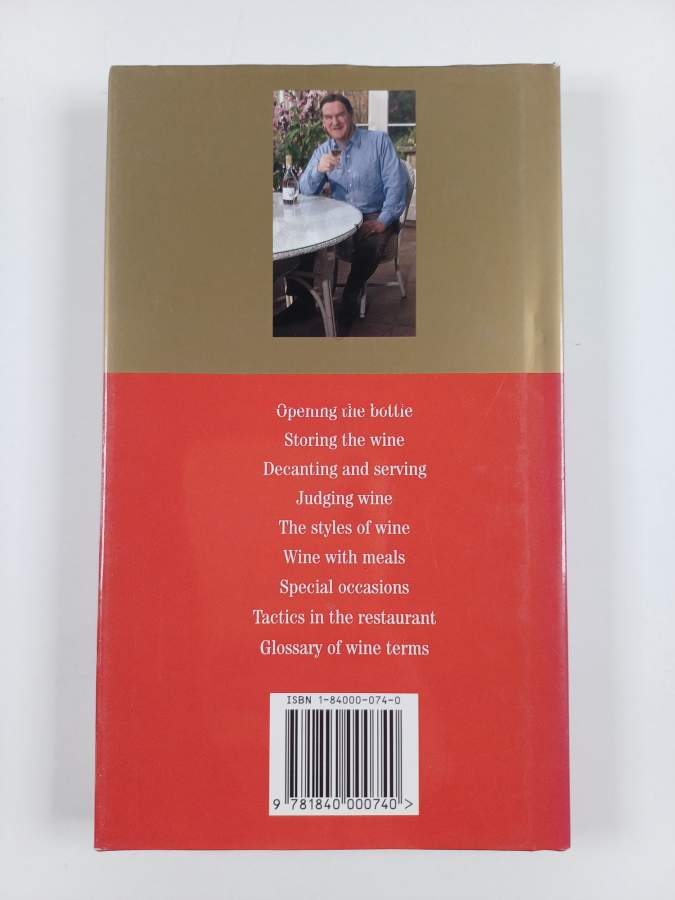 Opening the bottle
Storing the wine
Decanting and serving
Judging wine
The styles of wine
Wine with meals
Special occasions
Tactics in the restaurant
Glossary of wine terms
ISBN 1-84000-074-0
9 781840 000740 >